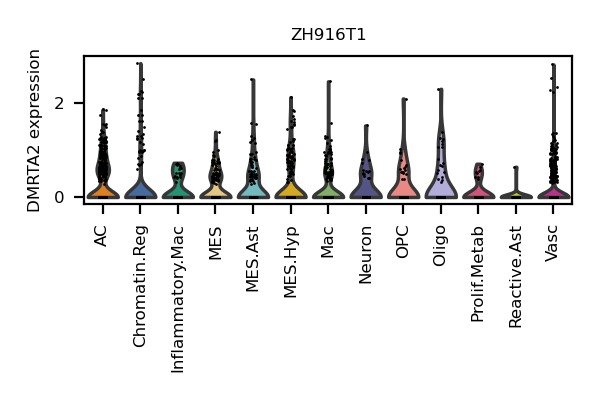 ZH916T1
DMRTA2 expression
2
0
AC
Chromatin.Reg
Inflammatory.Mac
MES
MES.Ast
MES.Hyp
Mac
Neuron
OPC
Oligo
Prolif.Metab
Reactive.Ast
Vasc